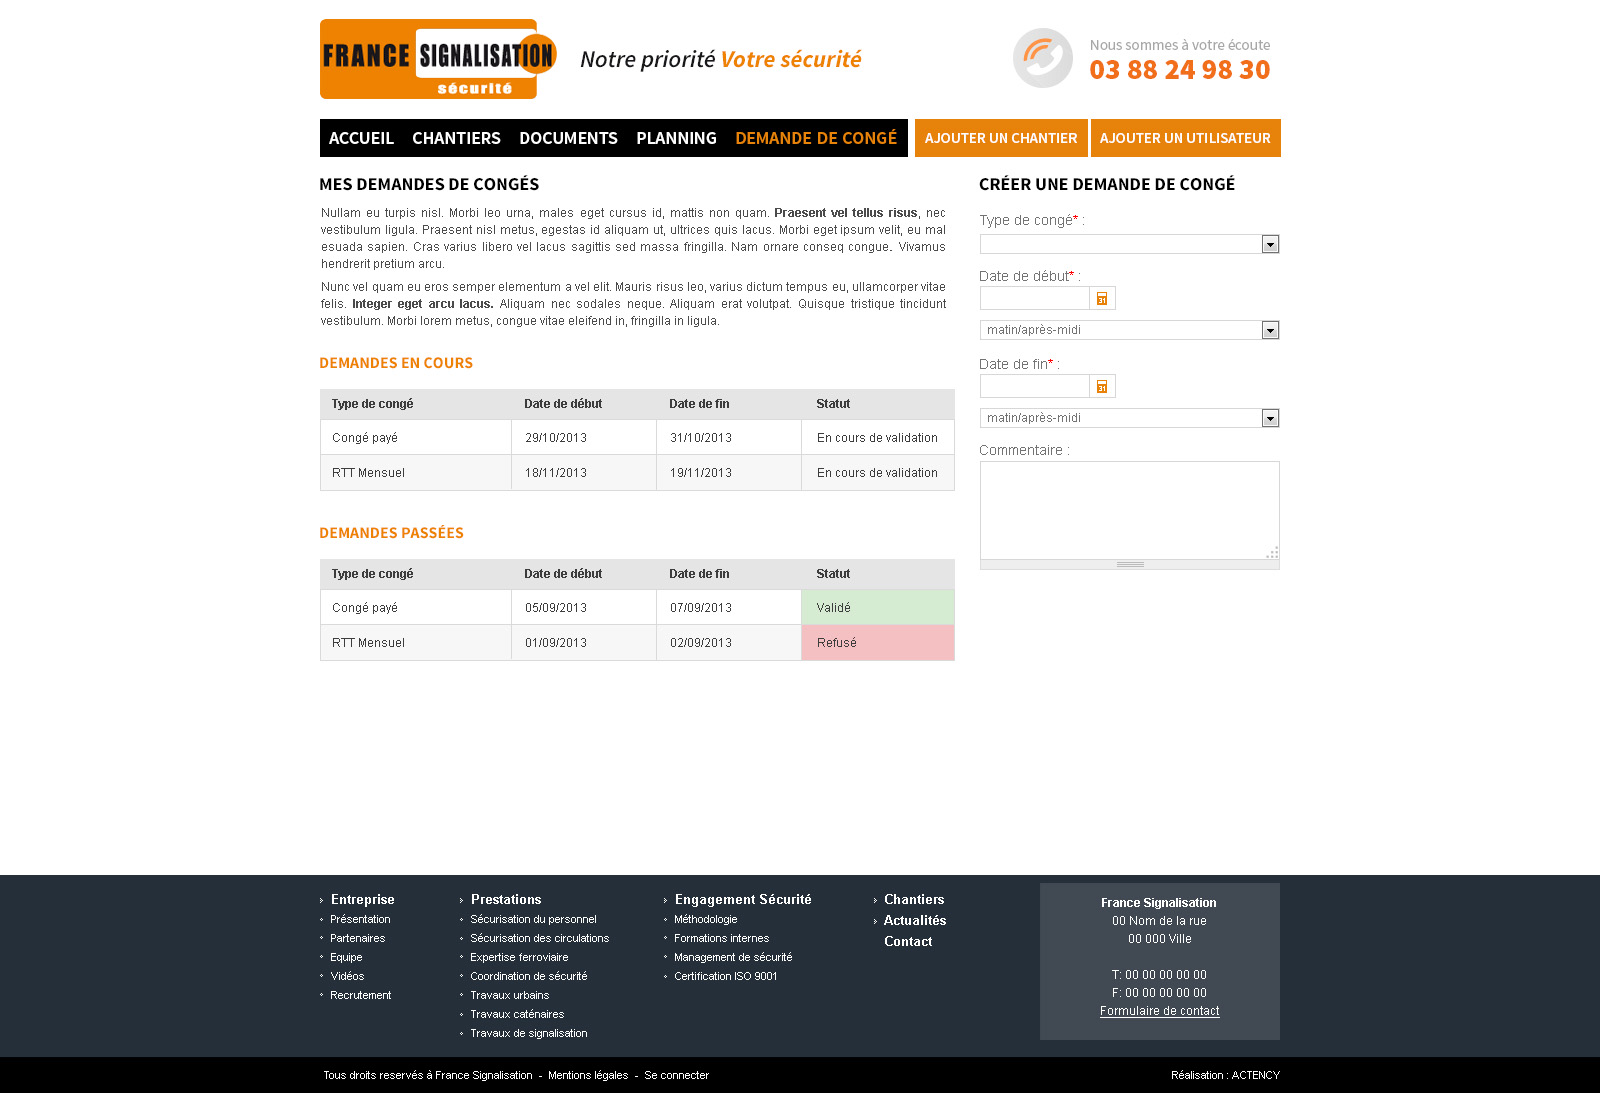 FRANCE SIGNALISATION
sécurité
Notre priorité Votre sécurité
Nous sommes à votre écoute
03 88 24 98 30
ACCUEIL CHANTIERS DOCUMENTS PLANNING DEMANDE DE CONGÉ AJOUTER UN CHANTIER AJOUTER UN UTILISATEUR
MES DEMANDES DE CONGÉS
Nullam eu turpis nisl. Morbi leo urna, males eget cursus id, mattis non quam. Praesent vel tellus risus, nec
vestibulum ligula. Praesent nisl metus, egestas id aliquam ut, ultrices quis lacus. Morbi eget ipsum velit, eu mal
esuada sapien. Cras varius libero vel lacus sagittis sed massa fringilla. Nam ornare conseq congue. Vivamus
hendrerit pretium arcu.
Nunc vel quam eu eros semper elementum a vel elit. Mauris risus leo, varius dictum tempus eu, ullamcorper vitae
felis. Integer eget arcu lacus. Aliquam nec sodales neque. Aliquam erat volutpat. Quisque tristique tincidunt
vestibulum. Morbi lorem metus, congue vitae eleifend in, fringilla in ligula.
DEMANDES EN COURS
Type de congé Date de début Date de fin Statut
Congé payé 29/10/2013 31/10/2013 En cours de validation
RTT Mensuel 18/11/2013 19/11/2013 En cours de validation
DEMANDES PASSÉES
Type de congé Date de début Date de fin Statut
Congé payé 05/09/2013 07/09/2013 Validé
RTT Mensuel 01/09/2013 02/09/2013 Refusé
CRÉER UNE DEMANDE DE CONGÉ
Type de congé* :
Date de début* :
31
matin/après-midi
Date de fin* :
31
matin/après-midi
Commentaire :
Entreprise
Présentation
Partenaires
Equipe
Vidéos
Recrutement
Prestations
Sécurisation du personnel
Sécurisation des circulations
Expertise ferroviaire
Coordination de sécurité
Travaux urbains
Travaux caténaires
Travaux de signalisation
Engagement Sécurité
Méthodologie
Formations internes
Management de sécurité
Certification ISO 9001
Chantiers
Actualités
Contact
France Signalisation
00 Nom de la rue
00 000 Ville
T: 00 00 00 00 00
F: 00 00 00 00 00
Formulaire de contact
Tous droits reservés à France Signalisation - Mentions légales - Se connecter
Réalisation : ACTENCY